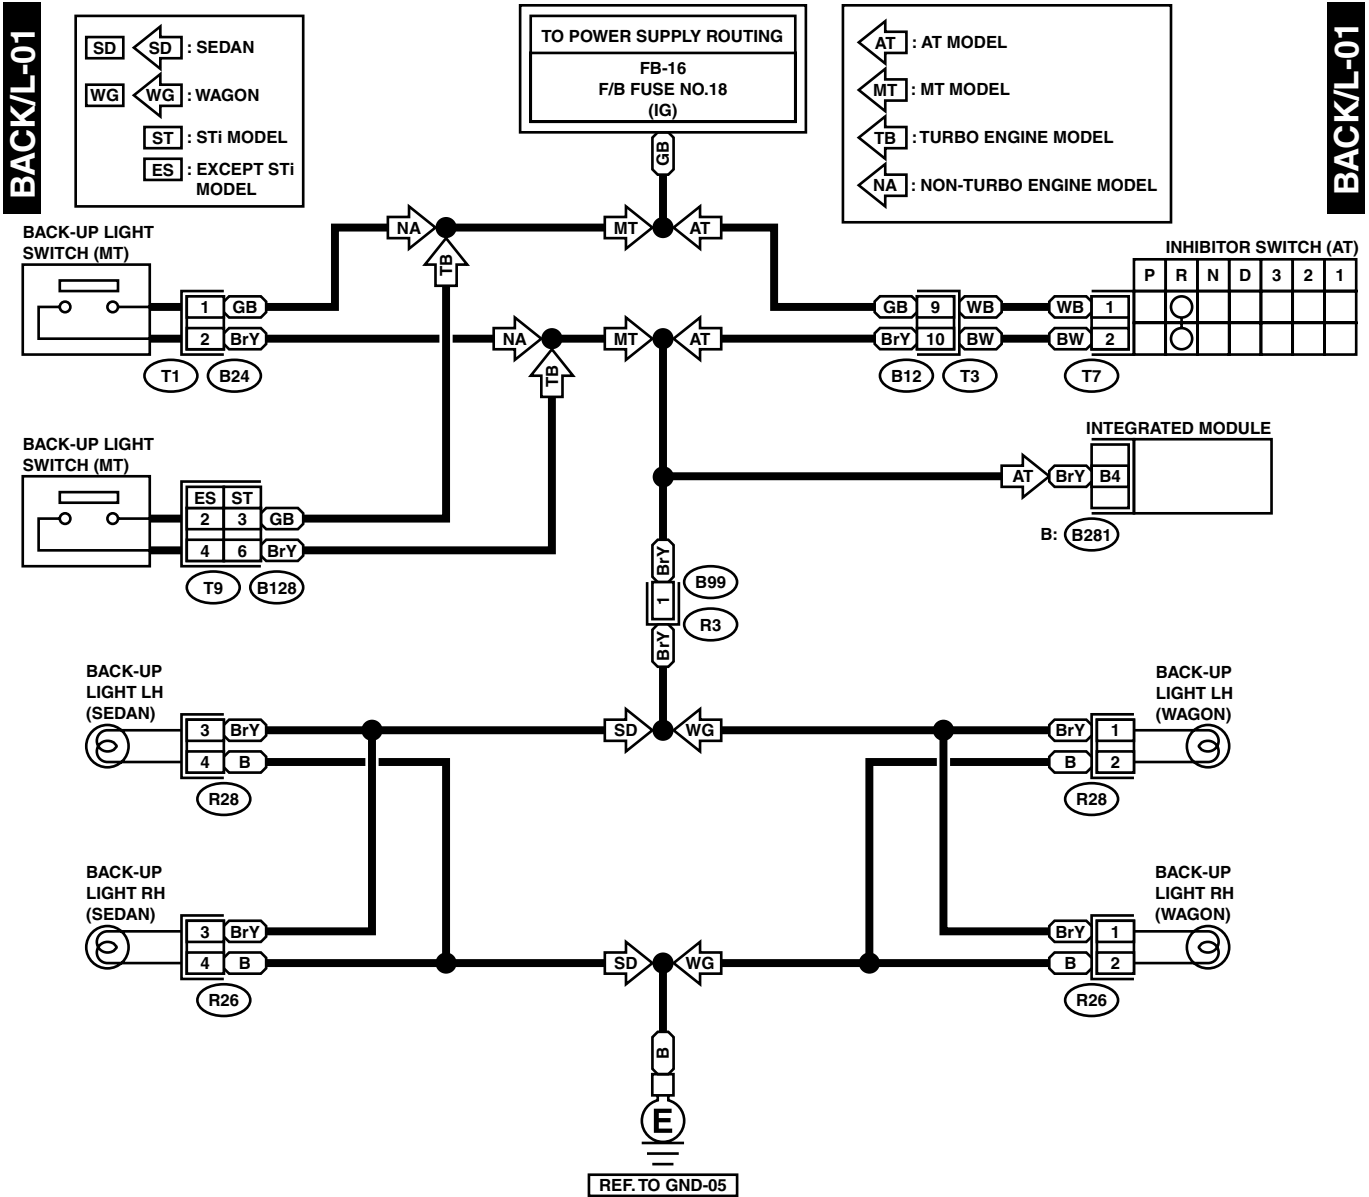 BACK/L-01
SD SD : SEDAN
WG WG : WAGON
ST : STi MODEL
ES : EXCEPT STi
MODEL
TO POWER SUPPLY ROUTING
FB-16
F/B FUSE NO.18
(IG)
GB
AT : AT MODEL
MT : MT MODEL
TB : TURBO ENGINE MODEL
NA : NON-TURBO ENGINE MODEL
BACK/L-01
BACK-UP LIGHT
SWITCH (MT)
1 GB
2 BrY
T1 B24
NA
TB
MT
AT
NA
TB
MT
AT
GB 9 WB
BrY 10 BW
B12 T3
WB 1
BW 2
T7
INHIBITOR SWITCH (AT)
P R N D 3 2 1
BACK-UP LIGHT
SWITCH (MT)
ES ST
2 3 GB
4 6 BrY
T9 B128
INTEGRATED MODULE
AT BrY B4
B: B281
BrY
B99
1
R3
BrY
BACK-UP
LIGHT LH
(SEDAN)
3 BrY
4 B
R28
SD WG
BACK-UP
LIGHT LH
(WAGON)
BrY 1
B 2
R28
BACK-UP
LIGHT RH
(SEDAN)
3 BrY
4 B
R26
SD WG
BACK-UP
LIGHT RH
(WAGON)
BrY 1
B 2
R26
B
E
REF. TO GND-05